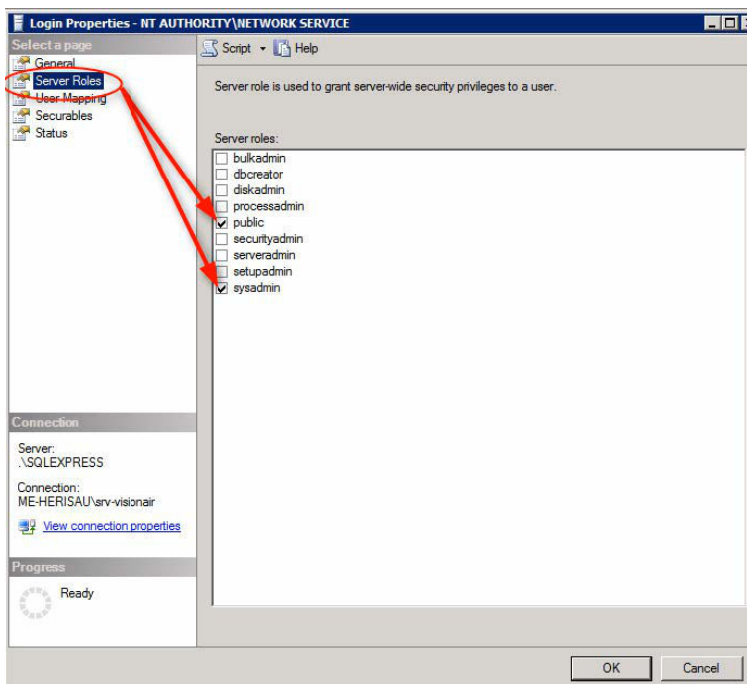 Login Properties - NT AUTHORITY\NETWORK SERVICE
Select a page
General
Server Roles
User Mapping
Securables
Status
Script
Help
Server role is used to grant server-wide security privileges to a user.
Server roles:
bulkadmin
dbcreator
diskadmin
processadmin
public
securityadmin
serveradmin
setupadmin
sysadmin
Connection
Server:
.\SQLEXPRESS
Connection:
ME-HERISAU\srv-visionair
View connection properties
Progress
Ready
OK
Cancel